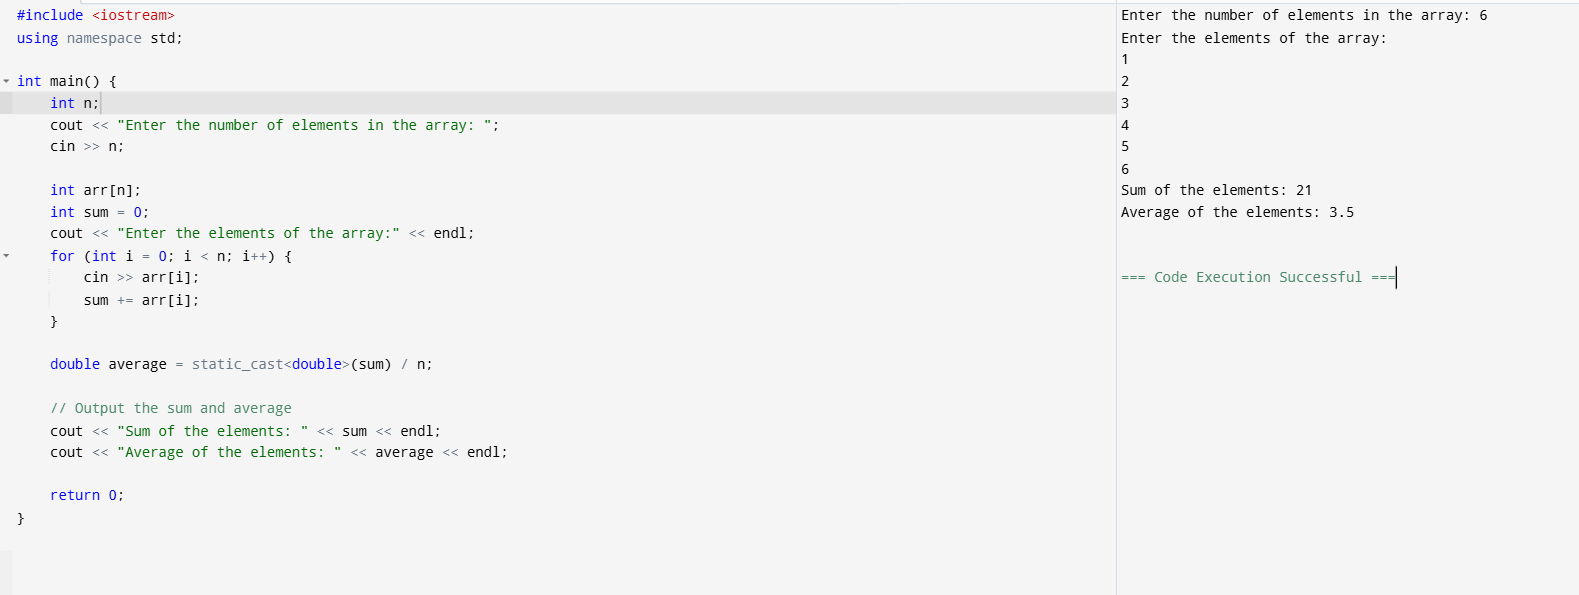 #include <iostream>
using namespace std;
int main() {
    int n;
    cout << "Enter the number of elements in the array: ";
    cin >> n;
    int arr[n];
    int sum = 0;
    cout << "Enter the elements of the array:" << endl;
    for (int i = 0; i < n; i++) {
        cin >> arr[i];
        sum += arr[i];
    }
    double average = static_cast<double>(sum) / n;
    // Output the sum and average
    cout << "Sum of the elements: " << sum << endl;
    cout << "Average of the elements: " << average << endl;
    return 0;
}
Enter the number of elements in the array: 6
Enter the elements of the array:
1
2
3
4
5
6
Sum of the elements: 21
Average of the elements: 3.5
=== Code Execution Successful ===